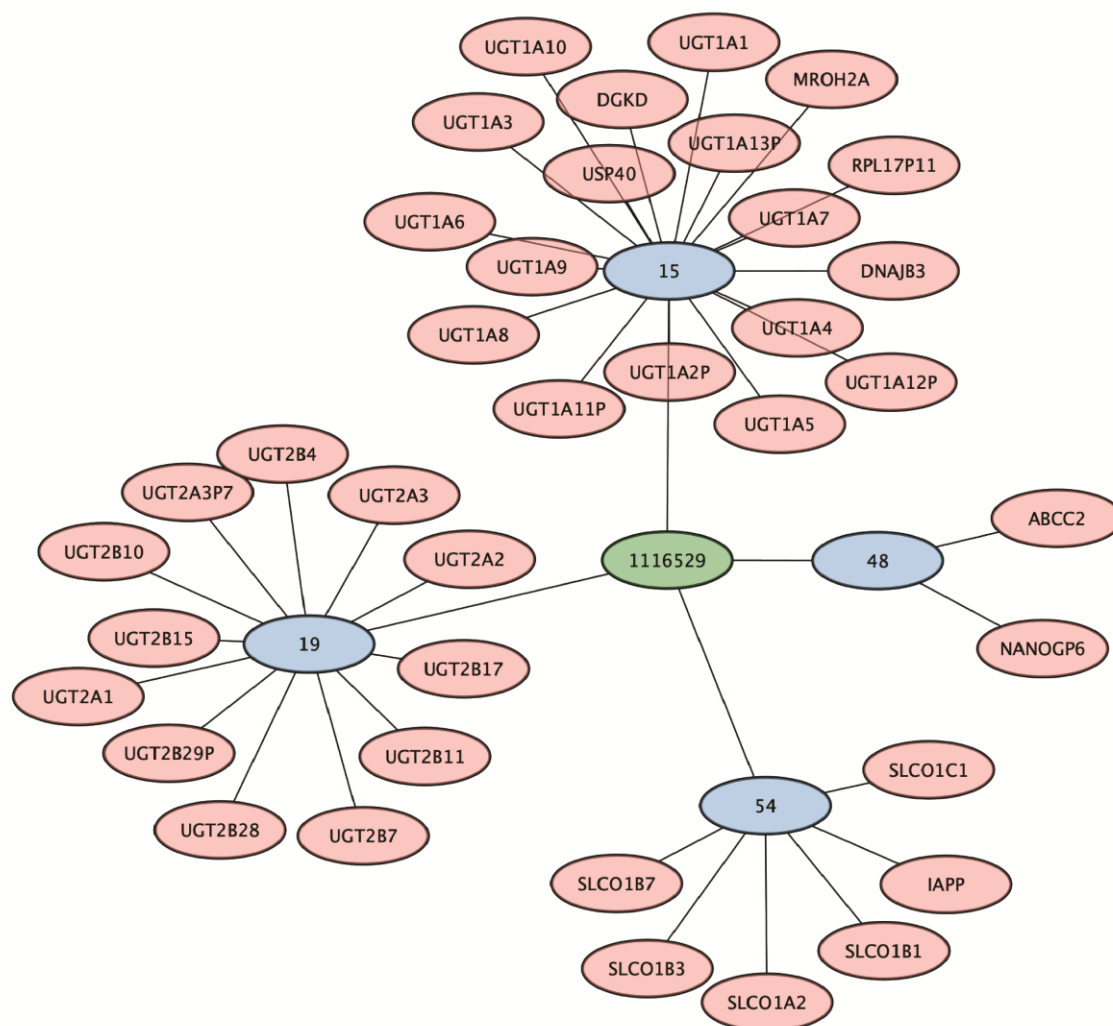 UGT1A10
UGT1A1
MROH2A
DGKD
UGT1A3
UGT1A13P
USP40
RPL17P11
UGT1A6
UGT1A7
UGT1A9
15
DNAJB3
UGT1A8
UGT1A4
UGT1A2P
UGT1A12P
UGT1A11P
UGT1A5
UGT2B4
UGT2A3P7
UGT2A3
UGT2B10
UGT2A2
ABCC2
1116529
48
UGT2B15
19
UGT2B17
NANOGP6
UGT2A1
UGT2B29P
UGT2B11
SLCO1C1
54
UGT2B28
UGT2B7
SLCO1B7
IAPP
SLCO1B3
SLCO1B1
SLCO1A2